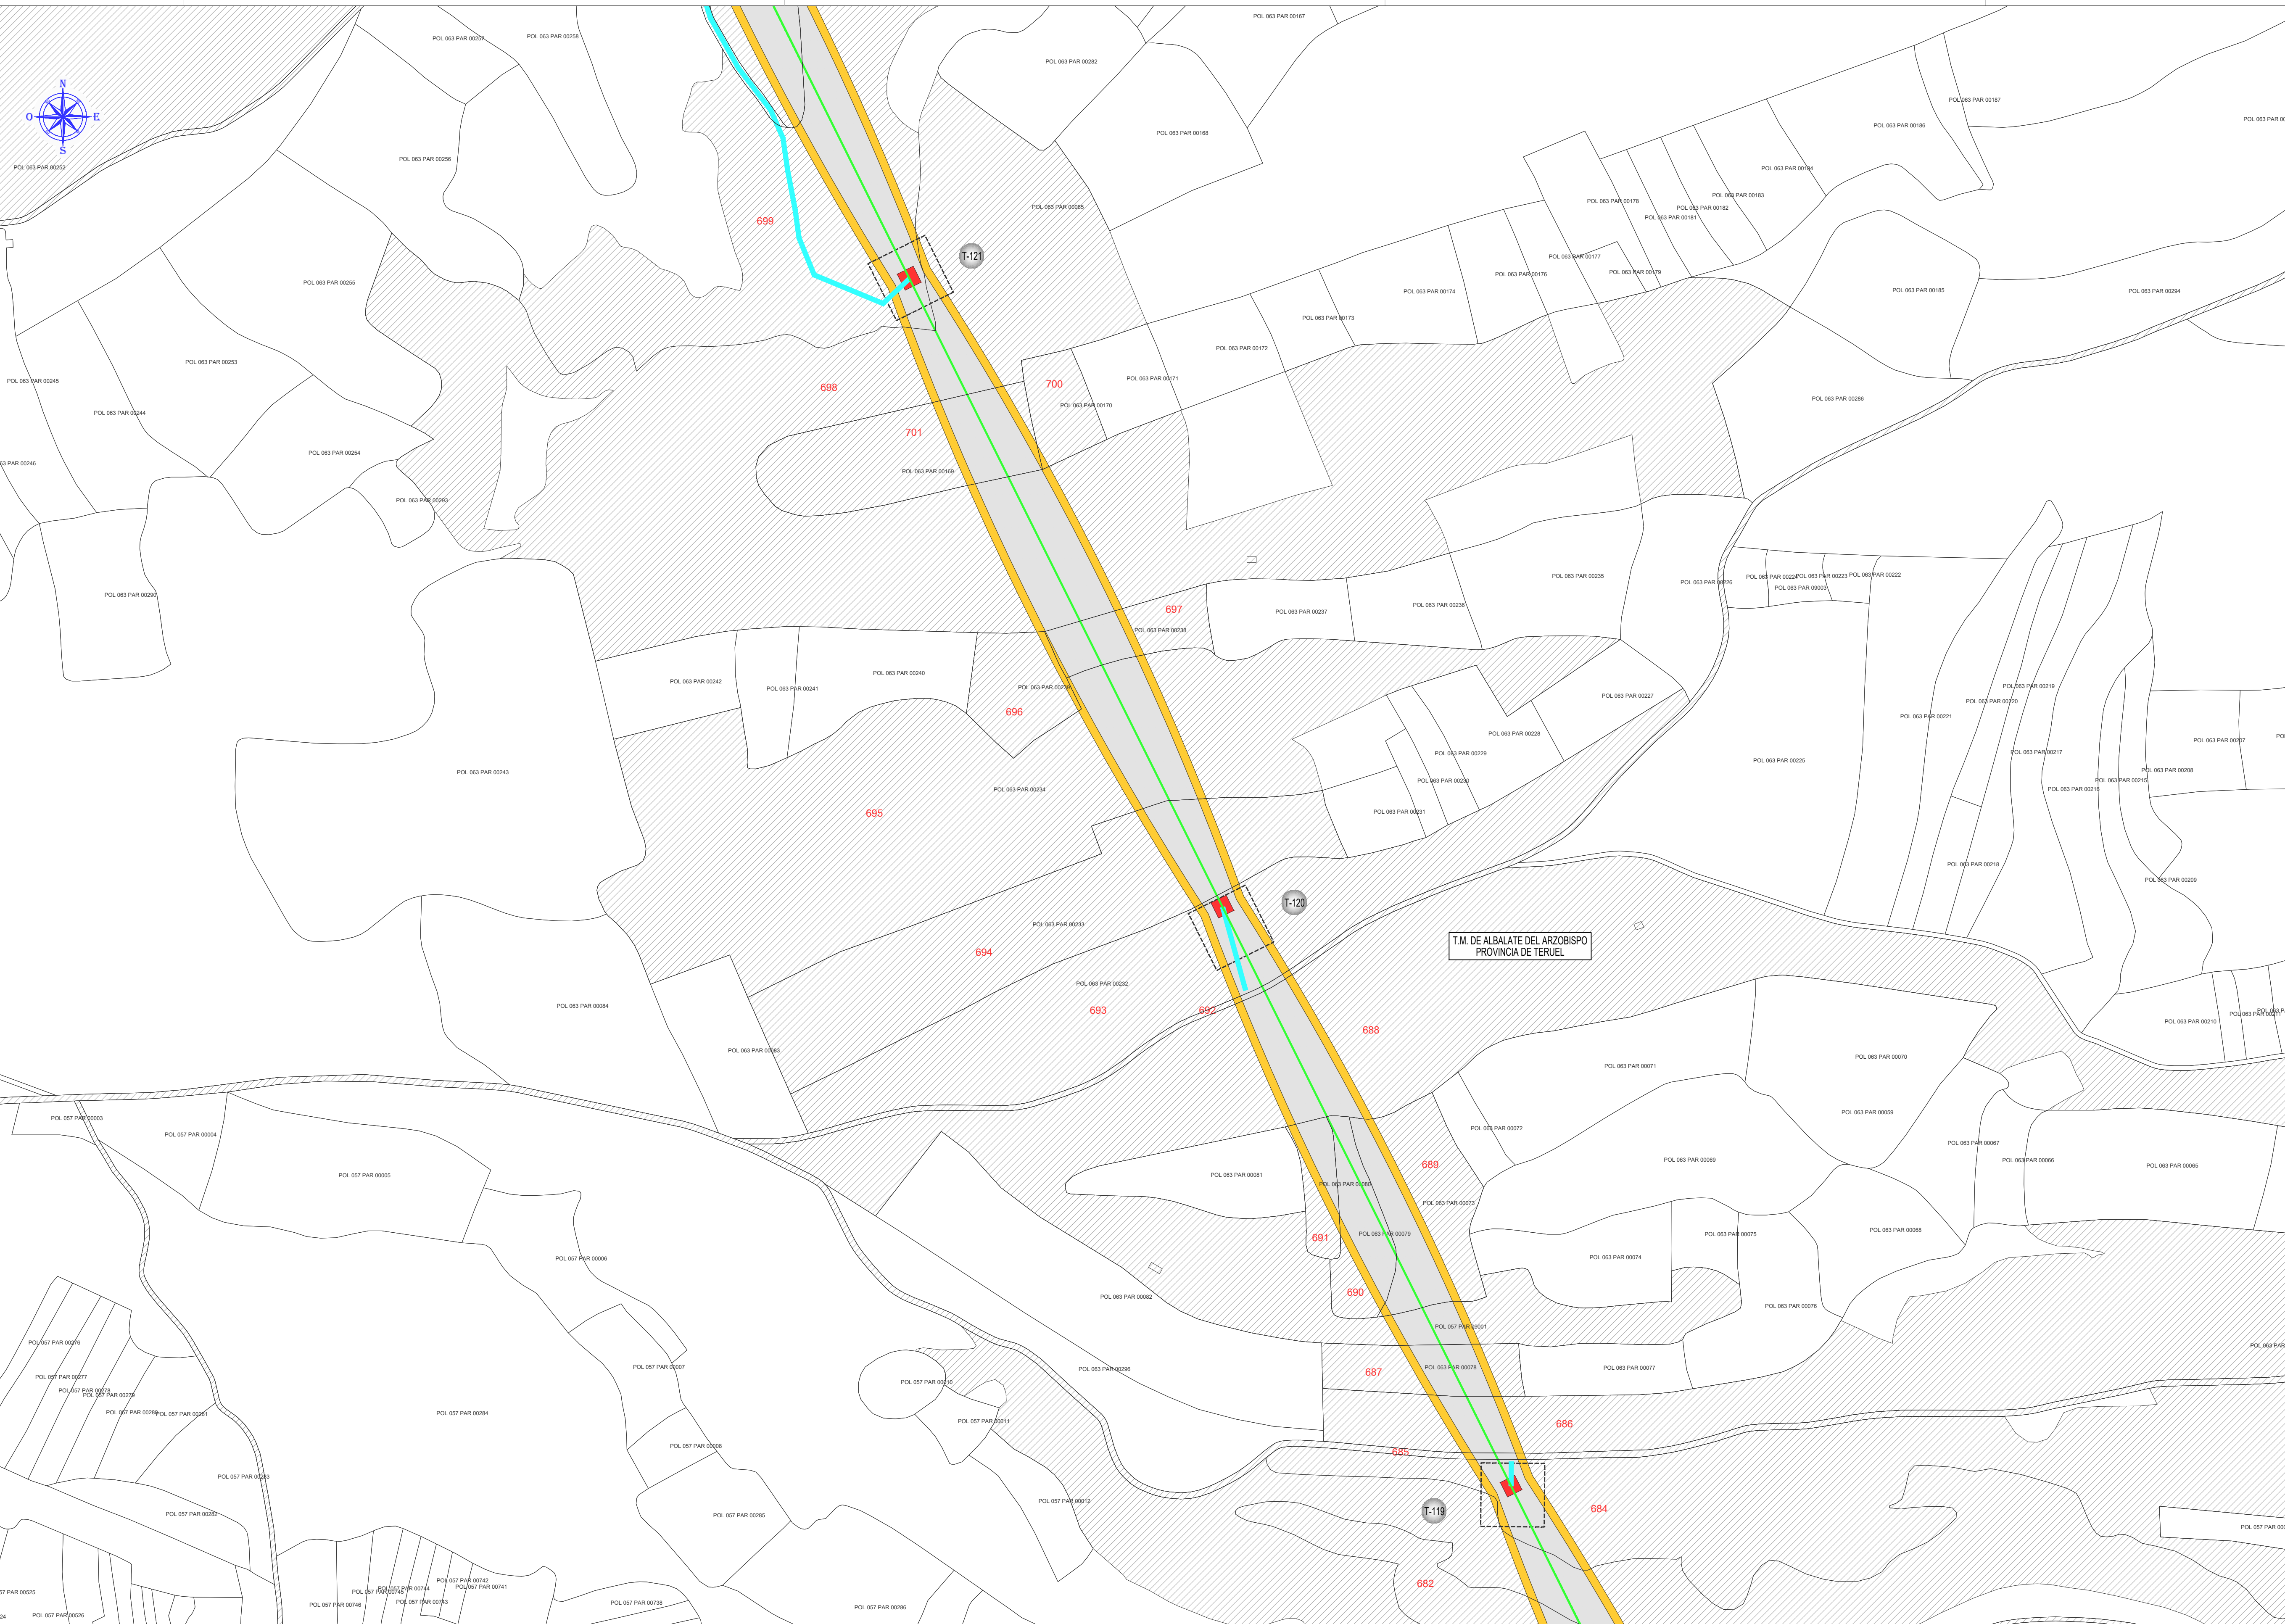 POL 063 PAR 00167
POL 063 PAR 00257
POL 063 PAR 00258
POL 063 PAR 00282
N
O
E
S
POL 063 PAR 00187
POL 063 PAR 00186
POL 063 PAR 00168
POL 063 PAR 00256
POL 063 PAR 00252
POL 063 PAR 00184
POL 063 PAR 00183
POL 063 PAR 00178
POL 063 PAR 00182
POL 063 PAR 00085
POL 063 PAR 00181
699
T-121
POL 063 PAR 00177
POL 063 PAR 00179
POL 063 PAR 00176
POL 063 PAR 00255
POL 063 PAR 00185
POL 063 PAR 00294
POL 063 PAR 00174
POL 063 PAR 00173
POL 063 PAR 00172
POL 063 PAR 00253
POL 063 PAR 00245
698
700
POL 063 PAR 00171
POL 063 PAR 00286
POL 063 PAR 00170
POL 063 PAR 00244
701
POL 063 PAR 00254
63 PAR 00246
POL 063 PAR 00169
POL 063 PAR 00293
POL 063 PAR 00235
POL 063 PAR 00223
POL 063 PAR 00222
POL 063 PAR 09003
POL 063 PAR 00290
POL 063 PAR 00236
697
POL 063 PAR 00237
POL 063 PAR 00238
POL 063 PAR 00240
POL 063 PAR 00242
POL 063 PAR 00241
POL 063 PAR 00239
POL 063 PAR 00219
POL 063 PAR 00227
POL 063 PAR 00220
696
POL 063 PAR 00221
POL 063 PAR 00228
POL 063 PAR 00207
POL 063 PAR 00229
POL 063 PAR 00217
POL 063 PAR 00225
POL 063 PAR 00243
POL 063 PAR 00208
POL 063 PAR 00230
POL 063 PAR 00215
POL 063 PAR 00234
POL 063 PAR 00216
695
POL 063 PAR 00231
POL 063 PAR 00218
POL 063 PAR 00209
T-120
POL 063 PAR 00233
T.M. DE ALBALATE DEL ARZOBISPO
PROVINCIA DE TERUEL
694
POL 063 PAR 00232
POL 063 PAR 00084
693
692
POL 063 PAR 00211
POL 063 PAR 00210
688
POL 063 PAR 00083
POL 063 PAR 00070
POL 063 PAR 00071
POL 063 PAR 00059
POL 057 PAR 00003
POL 063 PAR 00072
POL 057 PAR 00004
POL 063 PAR 00067
POL 063 PAR 00069
POL 063 PAR 00066
689
POL 063 PAR 00065
POL 057 PAR 00005
POL 063 PAR 00081
POL 063 PAR 00080
POL 063 PAR 00073
POL 063 PAR 00068
POL 063 PAR 00079
POL 063 PAR 00075
691
POL 057 PAR 00006
POL 063 PAR 00074
690
POL 063 PAR 00082
POL 063 PAR 00076
POL 057 PAR 09001
POL 057 PAR 00276
POL 057 PAR 00007
POL 063 PAR 00078
POL 063 PAR 00077
POL 063 PAR 00296
687
POL 057 PAR 00277
POL 057 PAR 00010
POL 057 PAR 00278
POL 057 PAR 00279
POL 057 PAR 00281
POL 057 PAR 00284
POL 057 PAR 00011
686
POL 057 PAR 00008
685
POL 057 PAR 00283
POL 057 PAR 00012
684
T-119
POL 057 PAR 00282
POL 057 PAR 00285
POL 057 PAR 00742
682
POL 057 PAR 00741
57 PAR 00525
POL 057 PAR 00743
POL 057 PAR 00738
POL 057 PAR 00746
POL 057 PAR 00286
POL 057 PAR 00526